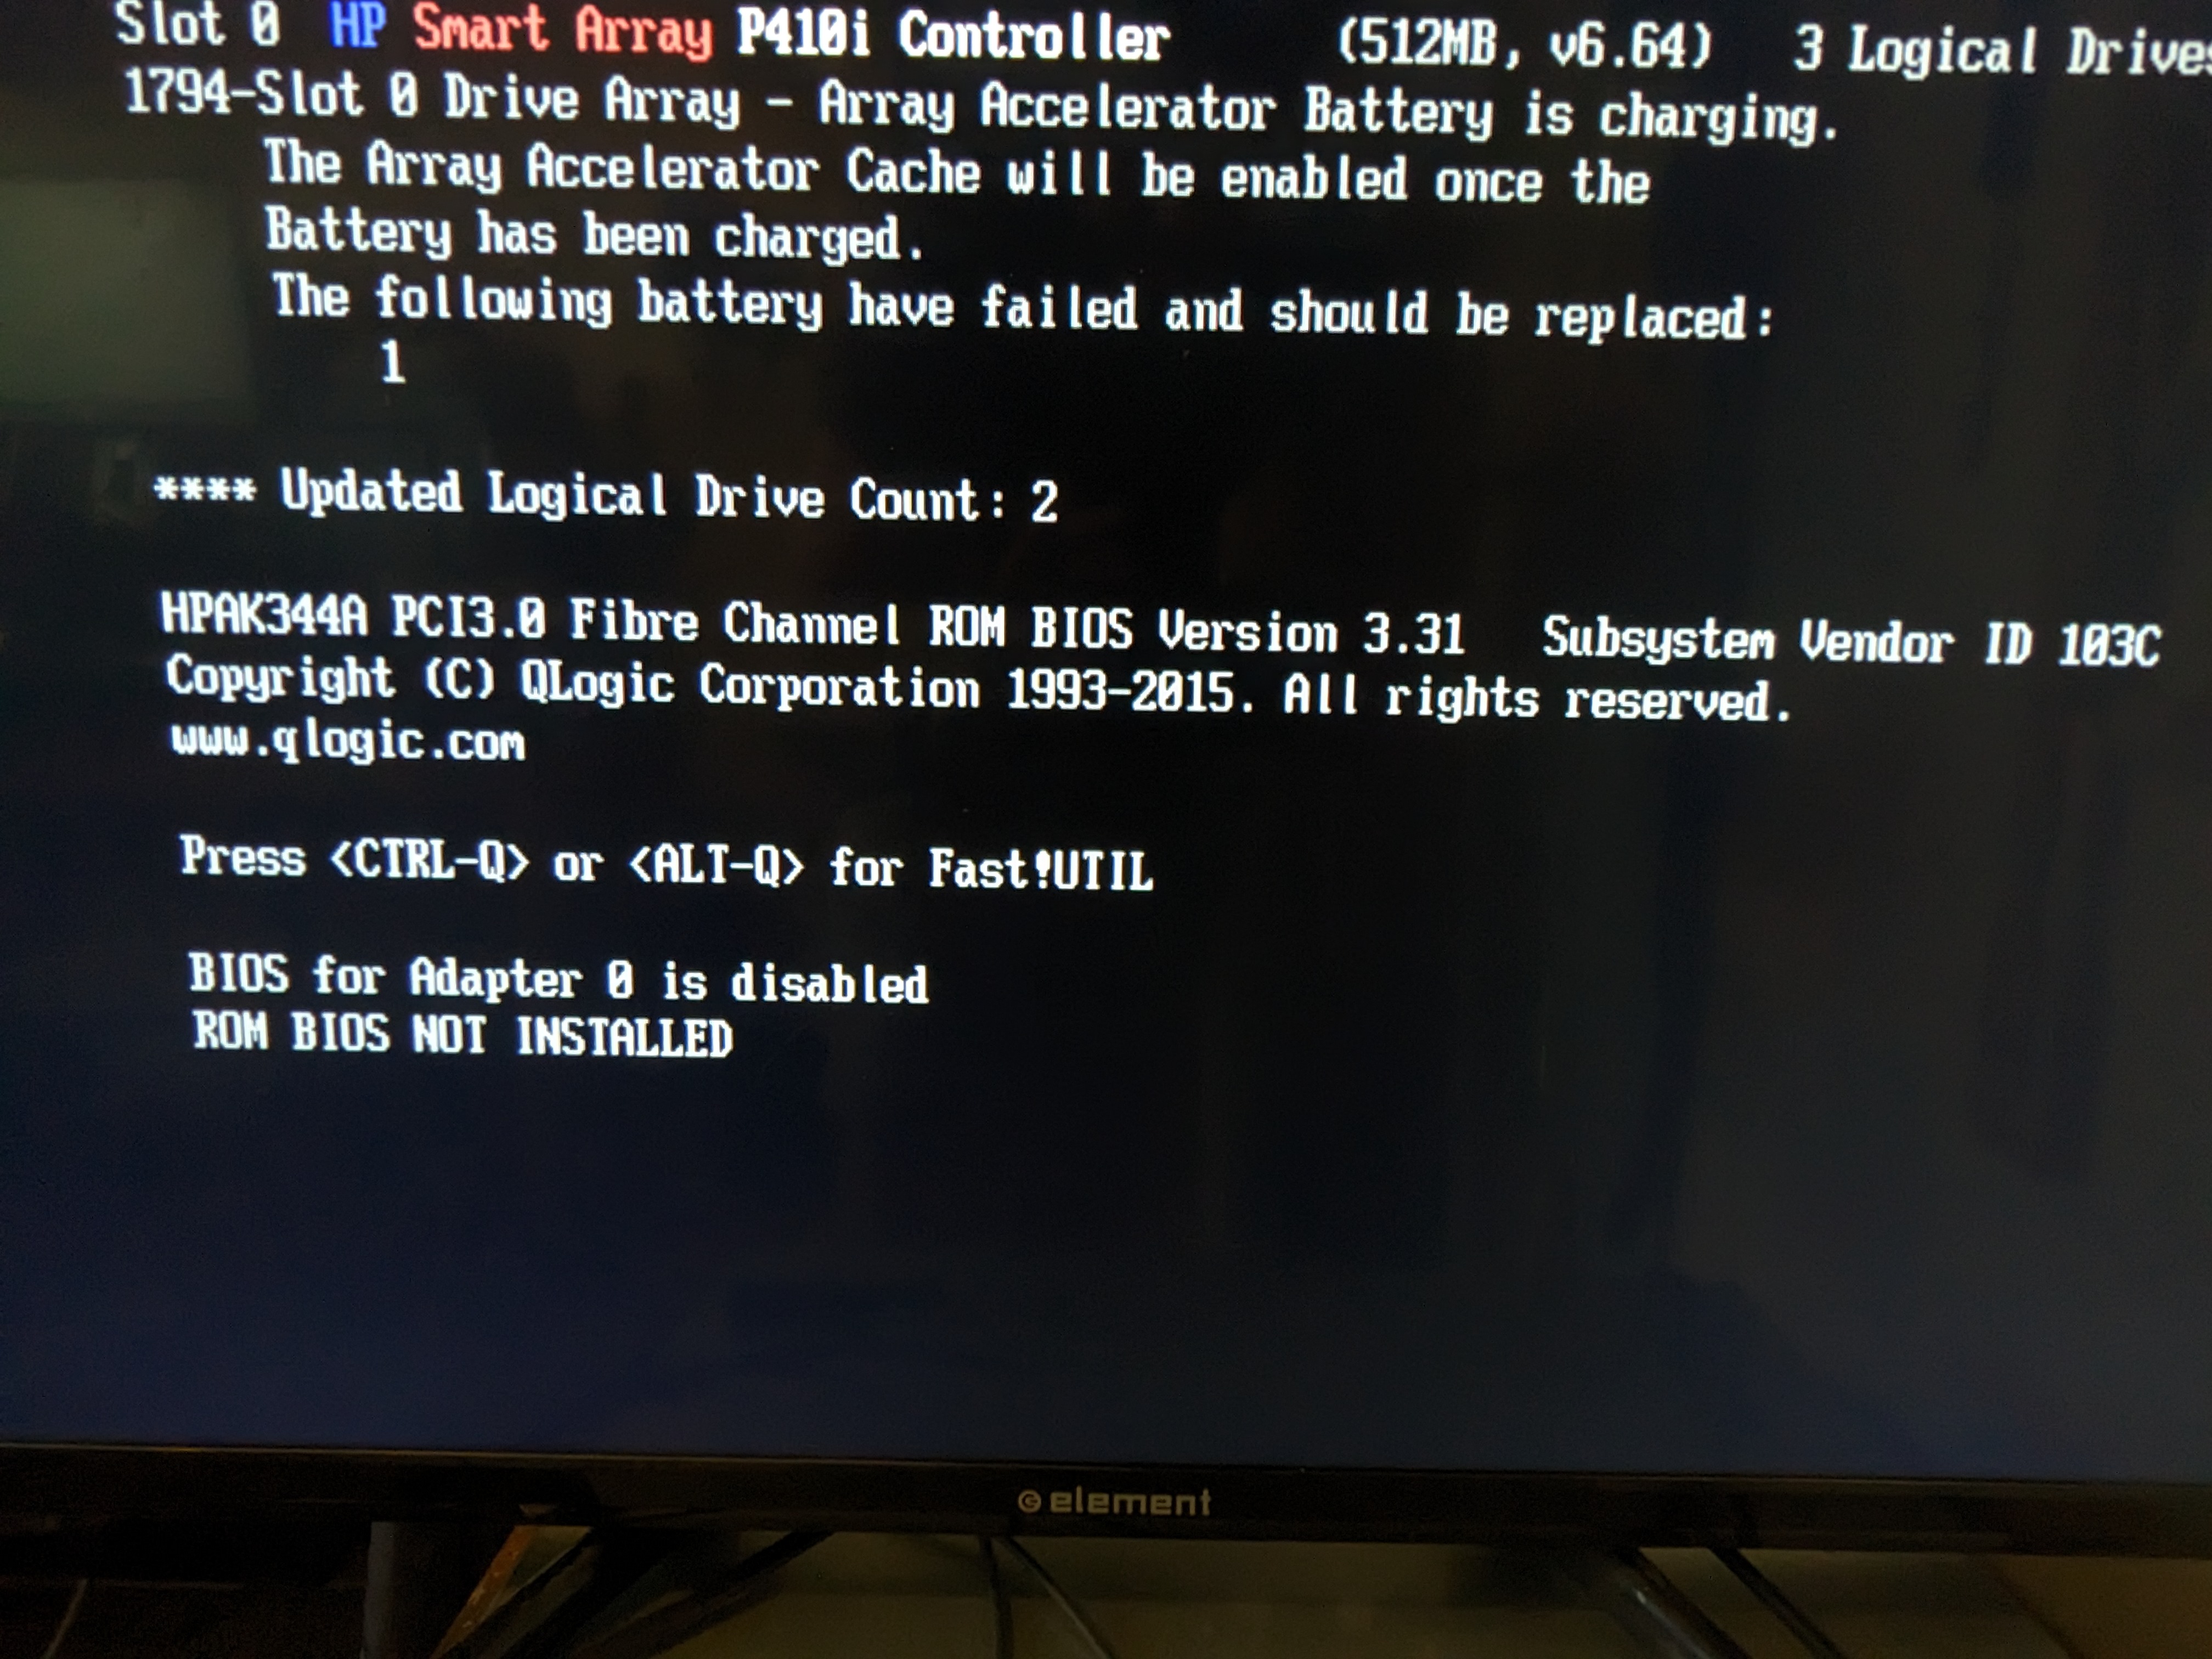 Slot 0 HP Smart Array P410i Controller (512MB, v6.64) 3 Logical Drives
1794-Slot 0 Drive Array - Array Accelerator Battery is charging.
The Array Accelerator Cache will be enabled once the
Battery has been charged.
The following battery have failed and should be replaced:
1
**** Updated Logical Drive Count: 2
HPAK344A PCI3.0 Fibre Channel ROM BIOS Version 3.31 Subsystem Vendor ID 103C
Copyright (C) QLogic Corporation 1993-2015. All rights reserved.
www.qlogic.com
Press <CTRL-Q> or <ALT-Q> for Fast!UTIL
BIOS for Adapter 0 is disabled
ROM BIOS NOT INSTALLED
element